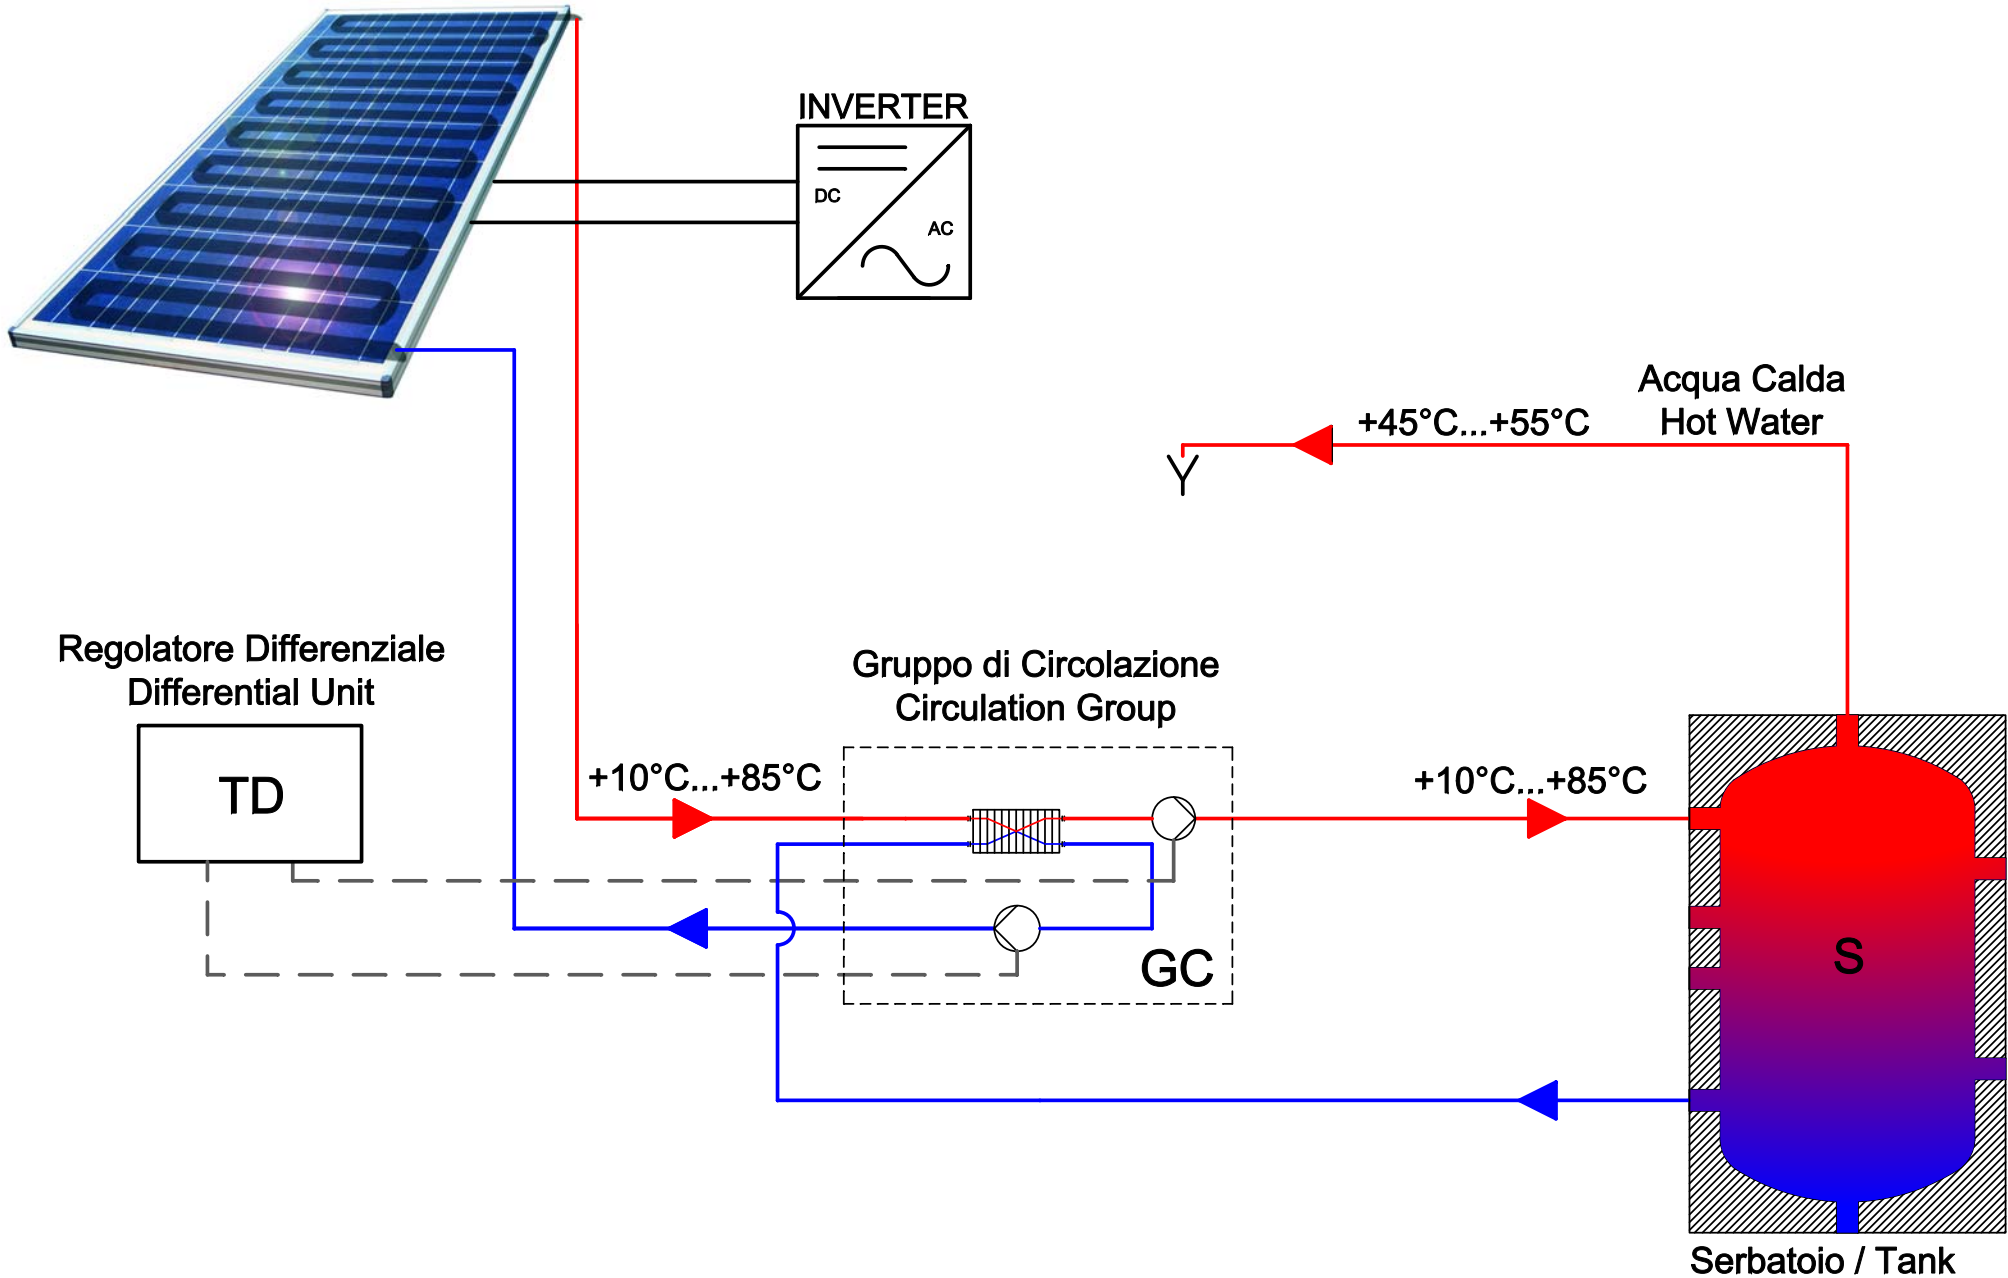 INVERTER
DC
AC
Acqua Calda
Hot Water
+45°C...+55°C
Regolatore Differenziale
Differential Unit
TD
Gruppo di Circolazione
Circulation Group
+10°C...+85°C
+10°C...+85°C
GC
S
Serbatoio / Tank